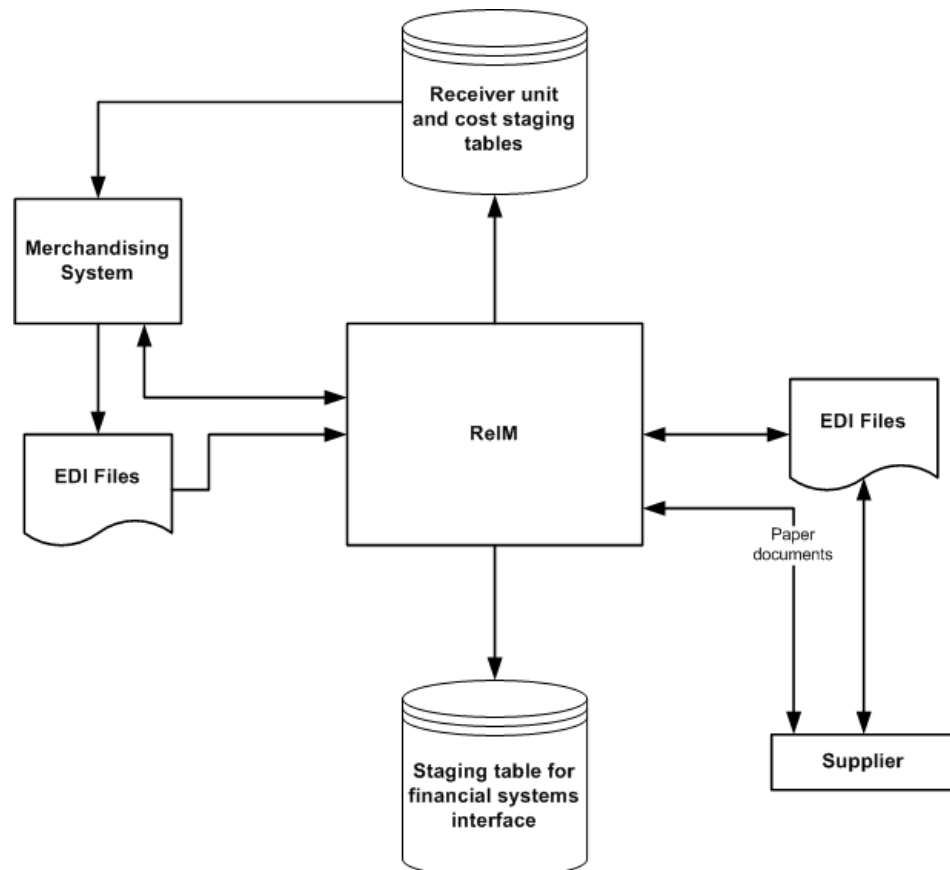 Receiver unit
and cost staging
tables
Merchandising
System
EDI Files
ReIM
EDI Files
Paper
documents
Staging table for
financial systems
interface
Supplier